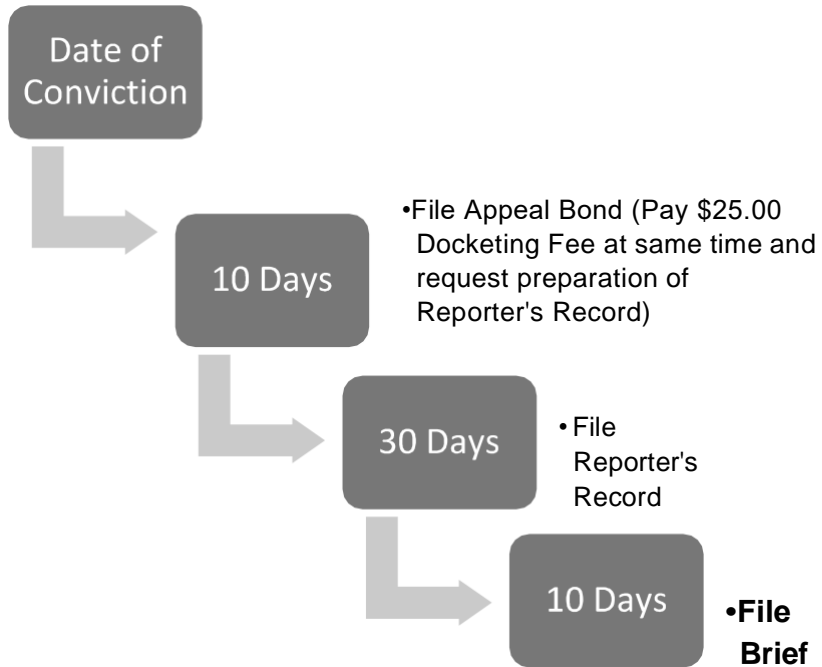 Date of
Conviction
10 Days
•File Appeal Bond (Pay $25.00
Docketing Fee at same time and
request preparation of
Reporter's Record)
30 Days
• File
Reporter's
Record
10 Days
•File
Brief